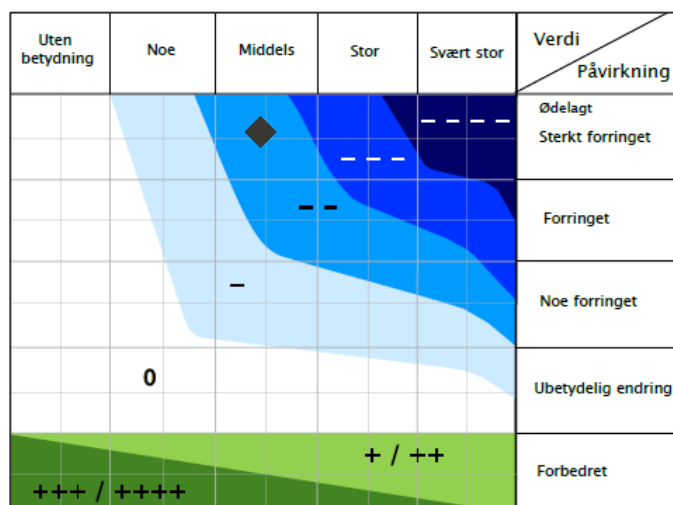 Uten
betydning
Noe
Middels
Stor
Svært stor
Verdi
Påvirkning
Ødelagt
Sterkt forringet
– – – –
– – –
– –
Forringet
–
Noe forringet
0
Ubetydelig endring
+ / ++
Forbedret
+++ / ++++